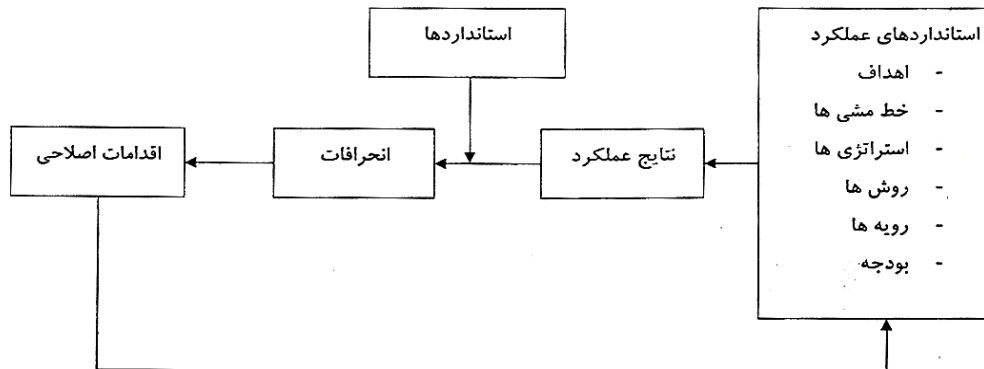 استانداردهای عملکرد
- اهداف
- خط مشی ها
- استراتژی ها
- روش ها
- رویه ها
- بودجه
استانداردها
نتایج عملکرد
انحرافات
اقدامات اصلاحی